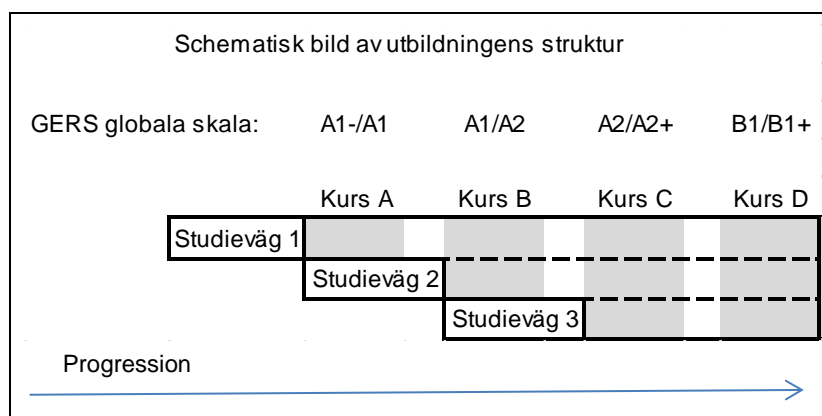 Schematisk bild av utbildningens struktur
GERS globala skala: A1-/A1 A1/A2 A2/A2+ B1/B1+
Kurs A Kurs B Kurs C Kurs D
Studieväg 1
Studieväg 2
Studieväg 3
Progression